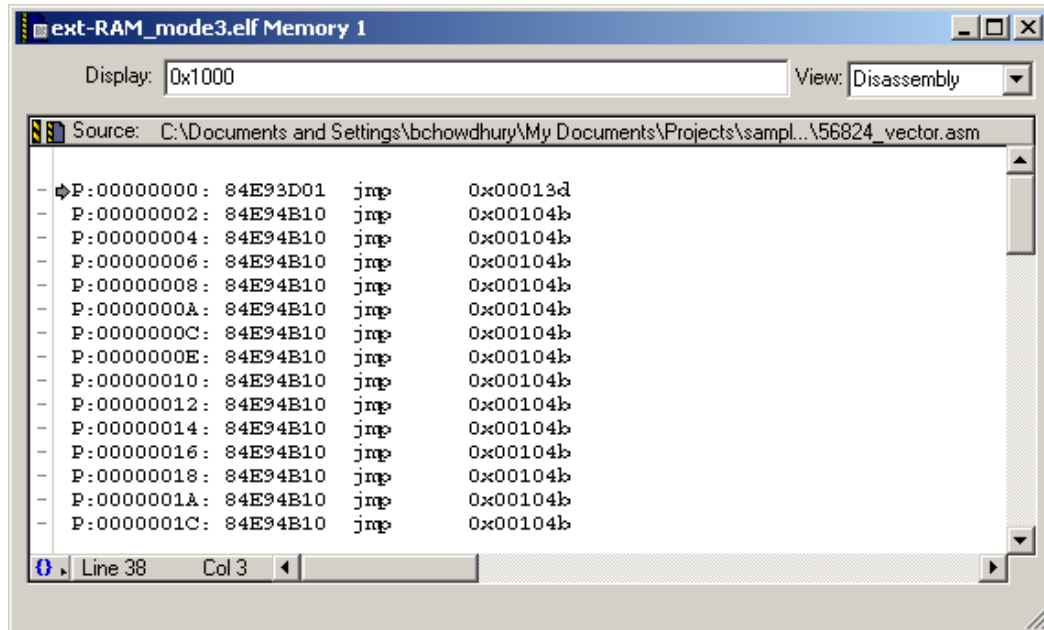 ext-RAM_mode3.elf Memory 1
Display: 0x1000 View: Disassembly
Source: C:\Documents and Settings\bchowdhury\My Documents\Projects\sampl...\56824_vector.asm
P:00000000: 84E93D01 jmp 0x00013d
P:00000002: 84E94B10 jmp 0x00104b
P:00000004: 84E94B10 jmp 0x00104b
P:00000006: 84E94B10 jmp 0x00104b
P:00000008: 84E94B10 jmp 0x00104b
P:0000000A: 84E94B10 jmp 0x00104b
P:0000000C: 84E94B10 jmp 0x00104b
P:0000000E: 84E94B10 jmp 0x00104b
P:00000010: 84E94B10 jmp 0x00104b
P:00000012: 84E94B10 jmp 0x00104b
P:00000014: 84E94B10 jmp 0x00104b
P:00000016: 84E94B10 jmp 0x00104b
P:00000018: 84E94B10 jmp 0x00104b
P:0000001A: 84E94B10 jmp 0x00104b
P:0000001C: 84E94B10 jmp 0x00104b
Line 38 Col 3